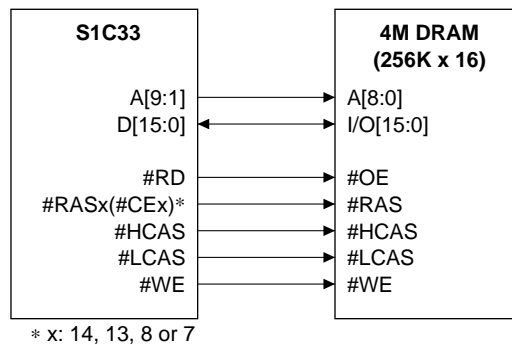 S1C33
4M DRAM
(256K x 16)
A[9:1] A[8:0]
D[15:0] I/O[15:0]
#RD #OE
#RASx(#CEx)* #RAS
#HCAS #HCAS
#LCAS #LCAS
#WE #WE
* x: 14, 13, 8 or 7